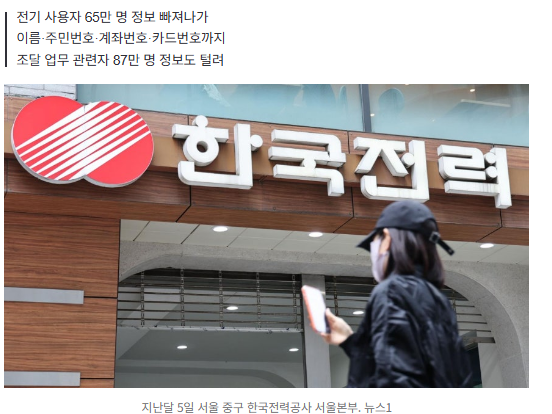 전기 사용자 65만 명 정보 빠져나가
이름·주민번호·계좌번호·카드번호까지
조달 업무 관련자 87만 명 정보도 털려
한국전력
지난달 5일 서울 중구 한국전력공사 서울본부. 뉴스1